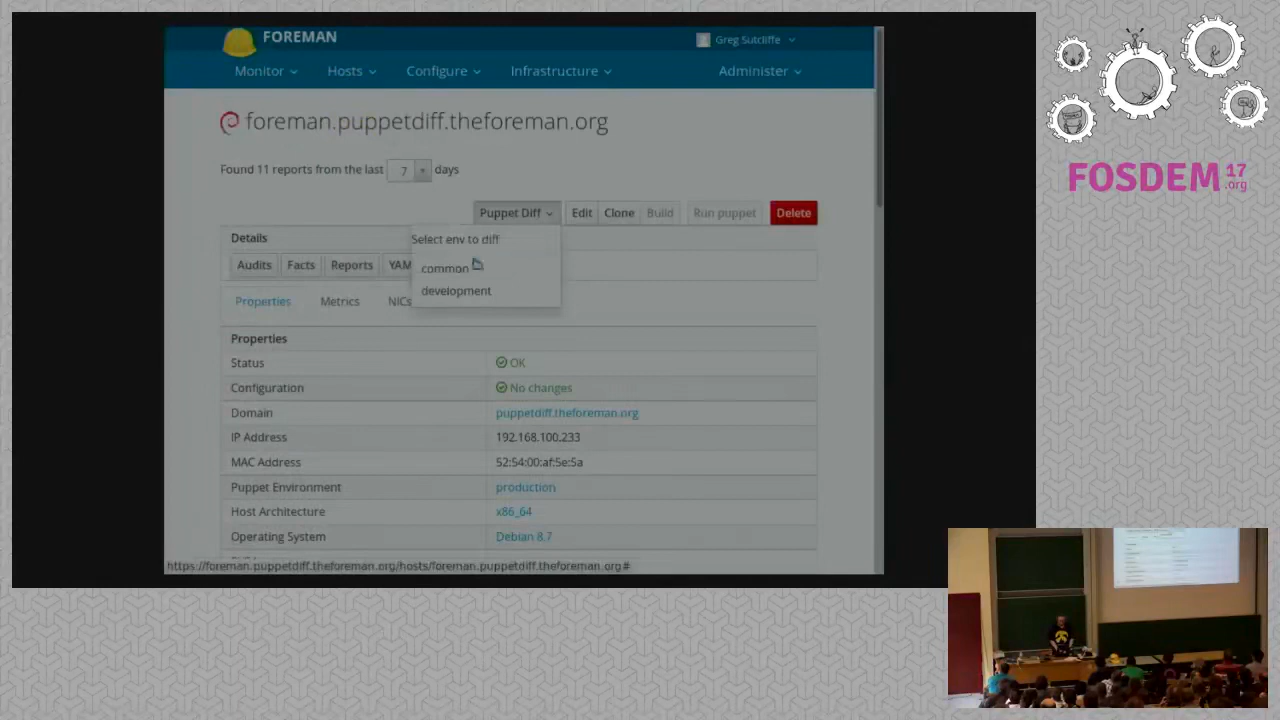 FOREMAN
Greg Sutcliffe
Monitor Hosts Configure Infrastructure Administer
foreman.puppetdiff.theforeman.org
Found 11 reports from the last 7 days
Puppet Diff Edit Clone Build Run puppet Delete
Select env to diff
common
development
Details
Audits Facts Reports YAM
Properties Metrics NICs
Properties
Status OK
Configuration No changes
Domain puppetdiff.theforeman.org
IP Address 192.168.100.233
MAC Address 52:54:00:af:5e:5a
Puppet Environment production
Host Architecture x86_64
Operating System Debian 8.7
https://foreman.puppetdiff.theforeman.org/hosts/foreman.puppetdiff.theforeman.org#
FOSDEM 17
.org